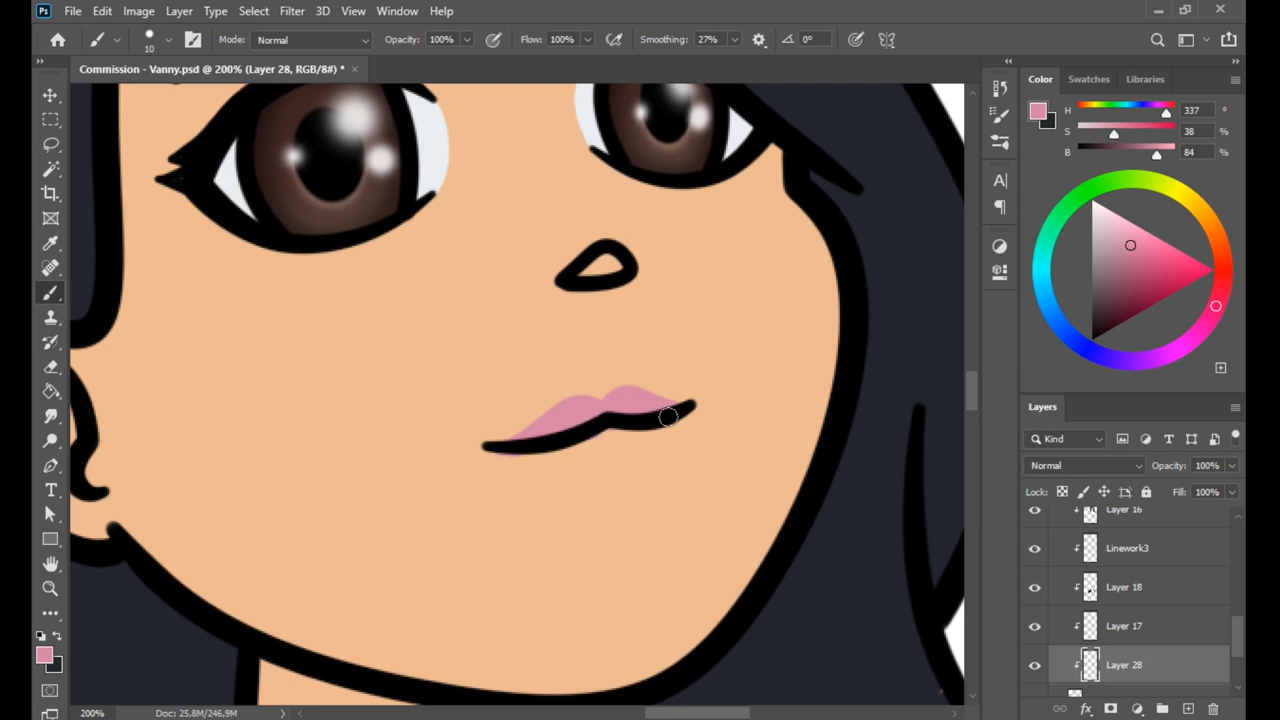 Ps File Edit Image Layer Type Select Filter 3D View Window Help
10 Mode: Normal Opacity: 100% Flow: 100% Smoothing: 27% 0°
Commission - Vanny.psd @ 200% (Layer 28, RGB/8#) * ×
Color Swatches Libraries
H 337 °
S 38 %
B 84 %
Layers
Kind
Normal Opacity: 100%
Lock: Fill: 100%
Layer 16
Linework3
Layer 18
Layer 17
Layer 28
200% Doc: 25,8M/246,9M